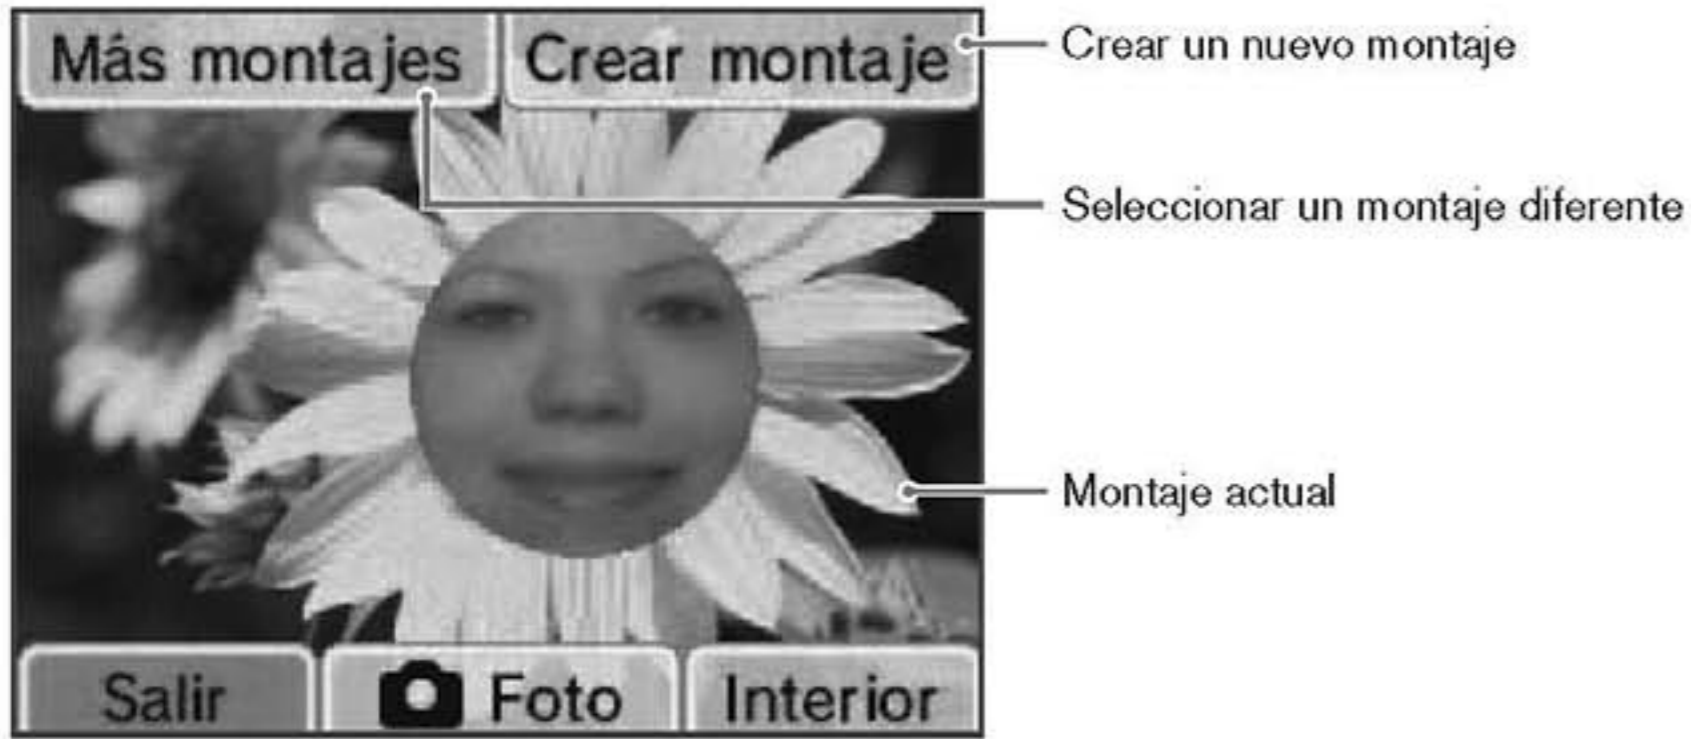 Más montajes
Crear montaje
Crear un nuevo montaje
Seleccionar un montaje diferente
Montaje actual
Salir
Foto
Interior